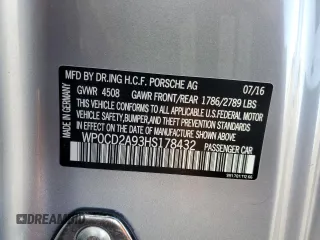 MFD BY DR.ING H.C.F. PORSCHE AG 07/16
GVWR 4508 GAWR FRONT/REAR 1786/2789 LBS
MADE IN GERMANY
THIS VEHICLE CONFORMS TO ALL APPLICABLE U.S.FEDERAL MOTOR
VEHICLE SAFETY,BUMPER,AND THEFT PREVENTION STANDARDS IN
EFFECT ON THE DATE OF MANUFACTURE SHOWN ABOVE.
WP0CD2A93HS178432 PASSENGER CAR
DREAMBID